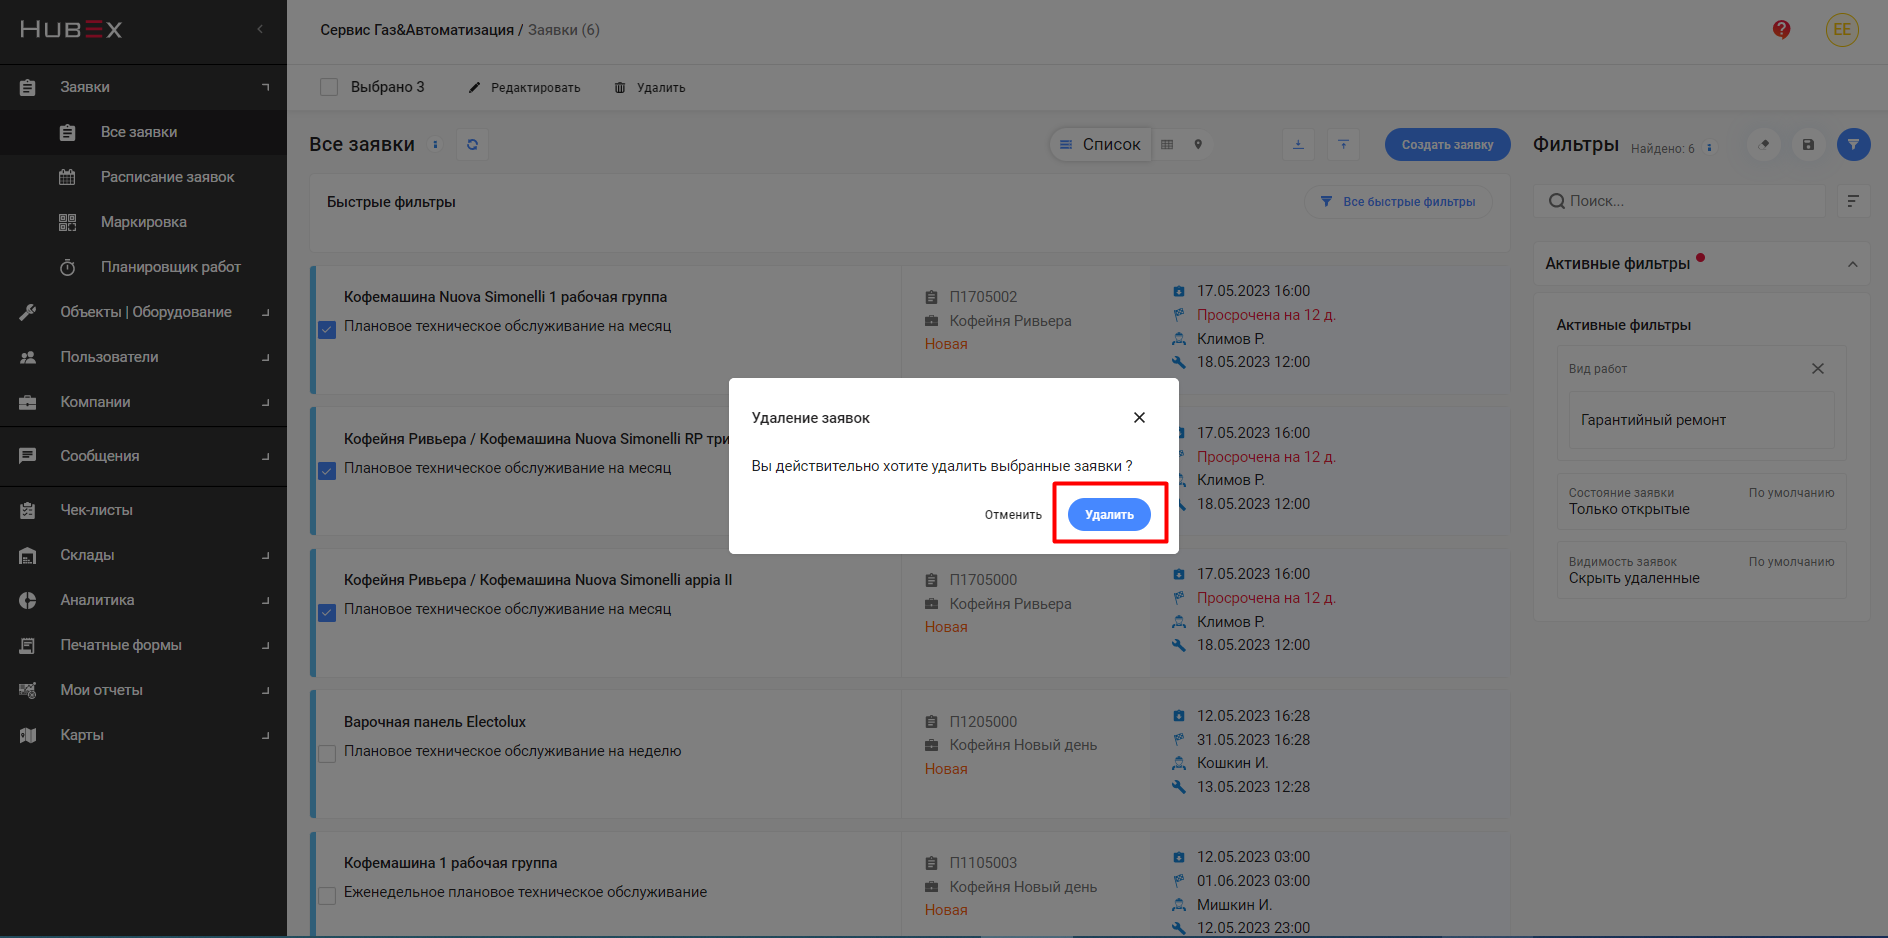 HUBEX
Заявки
Все заявки
Расписание заявок
Маркировка
Планировщик работ
Объекты | Оборудование
Пользователи
Компании
Сообщения
Чек-листы
Склады
Аналитика
Печатные формы
Мои отчеты
Карты
Сервис Газ&Автоматизация / Заявки (6)
EE
Выбрано 3
Редактировать
Удалить
Все заявки
Список
Создать заявку
Быстрые фильтры
Все быстрые фильтры
Кофемашина Nuova Simonelli 1 рабочая группа
Плановое техническое обслуживание на месяц
П1705002
Кофейня Ривьера
Новая
17.05.2023 16:00
Просрочена на 12 д.
Климов Р.
18.05.2023 12:00
Кофейня Ривьера / Кофемашина Nuova Simonelli RP три
Плановое техническое обслуживание на месяц
17.05.2023 16:00
Просрочена на 12 д.
Климов Р.
18.05.2023 12:00
Удаление заявок
Вы действительно хотите удалить выбранные заявки ?
Отменить
Удалить
Кофейня Ривьера / Кофемашина Nuova Simonelli appia II
Плановое техническое обслуживание на месяц
П1705000
Кофейня Ривьера
Новая
17.05.2023 16:00
Просрочена на 12 д.
Климов Р.
18.05.2023 12:00
Варочная панель Electolux
Плановое техническое обслуживание на неделю
П1205000
Кофейня Новый день
Новая
12.05.2023 16:28
31.05.2023 16:28
Кошкин И.
13.05.2023 12:28
Кофемашина 1 рабочая группа
Еженедельное плановое техническое обслуживание
П1105003
Кофейня Новый день
Новая
12.05.2023 03:00
01.06.2023 03:00
Мишкин И.
12.05.2023 23:00
Фильтры
Найдено: 6
Поиск...
Активные фильтры
Активные фильтры
Вид работ
Гарантийный ремонт
Состояние заявки По умолчанию
Только открытые
Видимость заявок По умолчанию
Скрыть удаленные